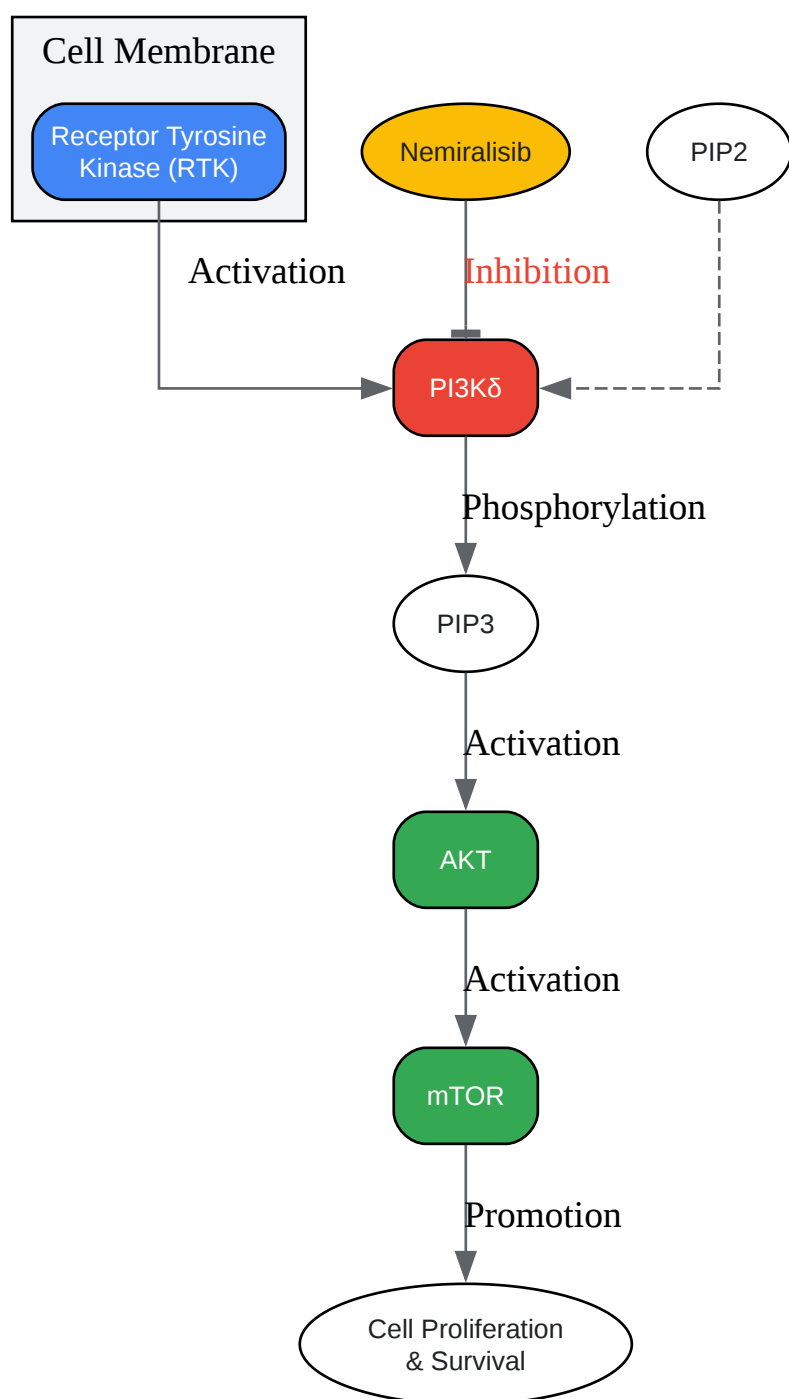 Cell Membrane
Receptor Tyrosine
Kinase (RTK)
Nemiralisib
PIP2
Activation
Inhibition
PI3Kδ
Phosphorylation
PIP3
Activation
AKT
Activation
mTOR
Promotion
Cell Proliferation
& Survival